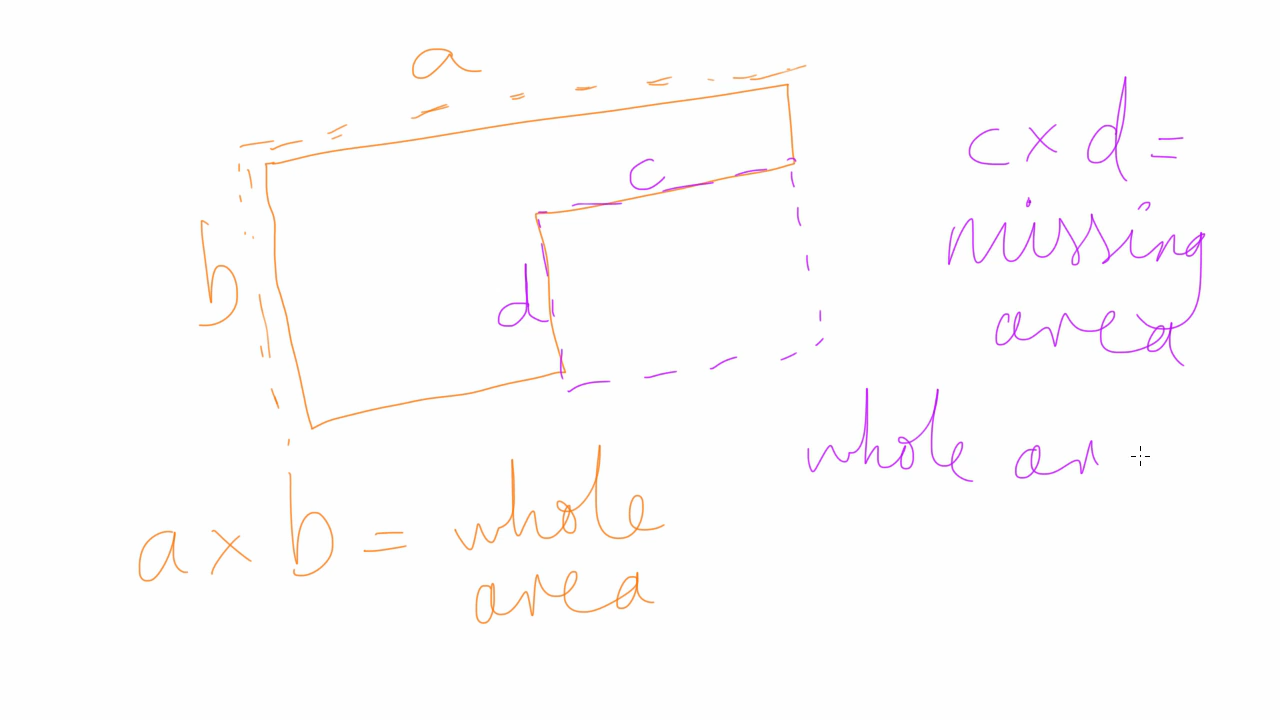 a
c
b
d
c x d =
missing
area
whole ar
a x b = whole
area